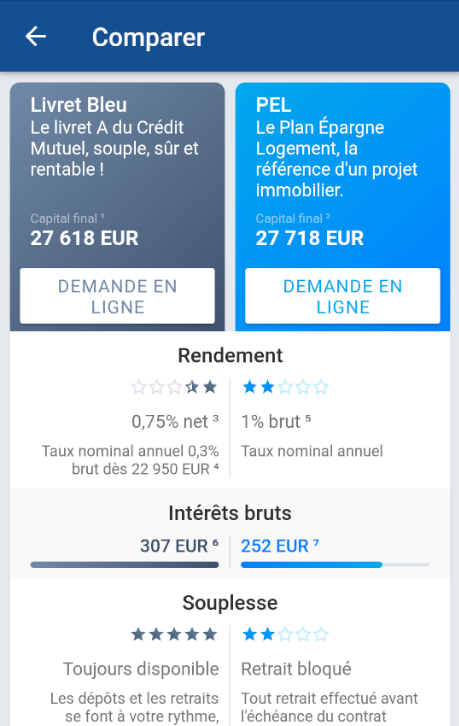 Comparer
Livret Bleu
Le livret A du Crédit
Mutuel, souple, sûr et
rentable !
Capital final ¹
27 618 EUR
DEMANDE EN
LIGNE
PEL
Le Plan Épargne
Logement, la
référence d'un projet
immobilier.
Capital final ²
27 718 EUR
DEMANDE EN
LIGNE
Rendement
0,75% net ³
Taux nominal annuel 0,3%
brut dès 22 950 EUR ⁴
1% brut ⁵
Taux nominal annuel
Intérêts bruts
307 EUR ⁶
252 EUR ⁷
Souplesse
Toujours disponible
Les dépôts et les retraits
se font à votre rythme,
Retrait bloqué
Tout retrait effectué avant
l'échéance du contrat